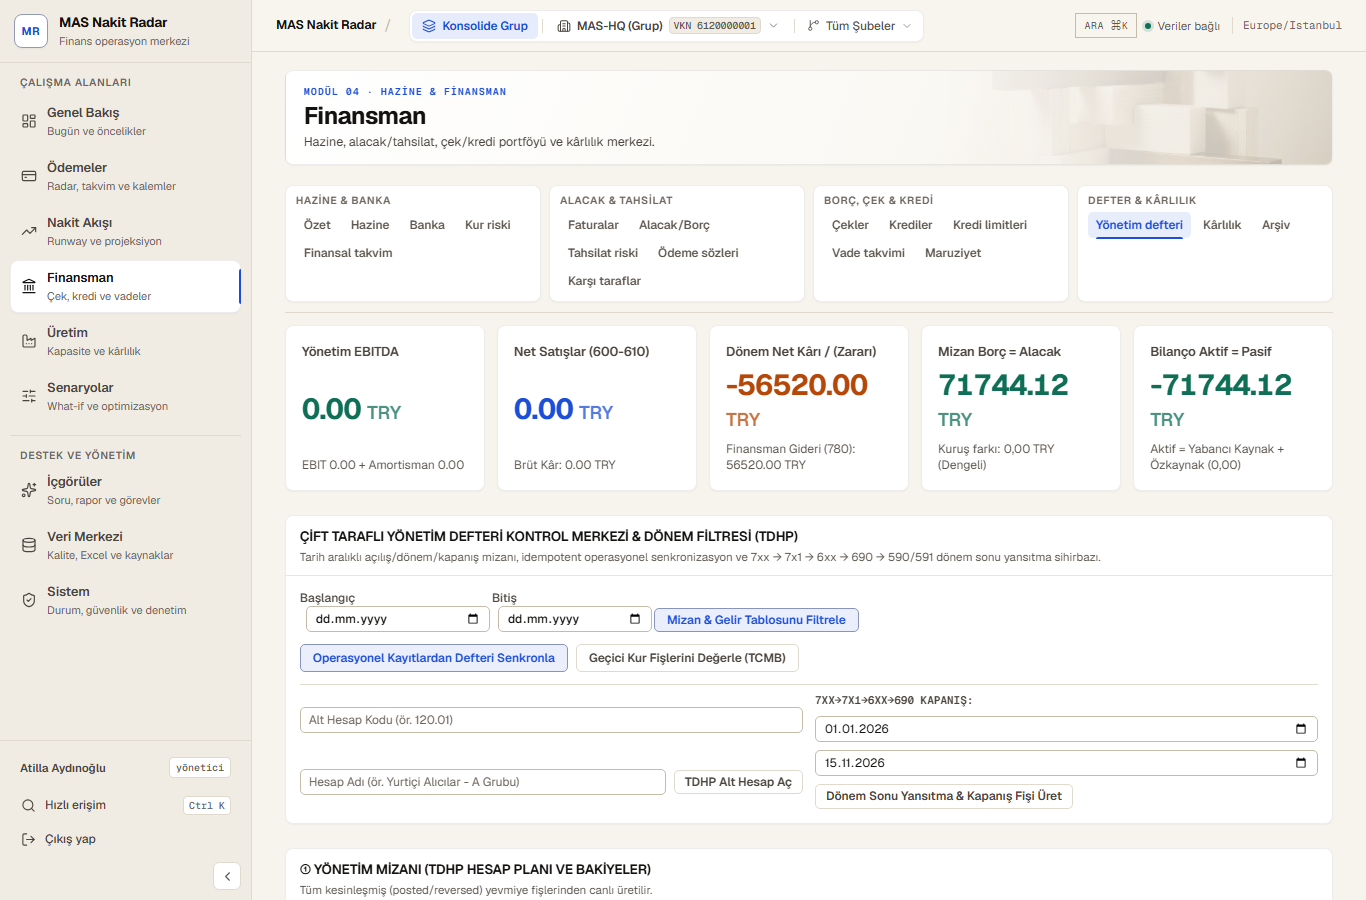 MR
MAS Nakit Radar
Finans operasyon merkezi
ÇALIŞMA ALANLARI
Genel Bakış
Bugün ve öncelikler
Ödemeler
Radar, takvim ve kalemler
Nakit Akışı
Runway ve projeksiyon
Finansman
Çek, kredi ve vadeler
Üretim
Kapasite ve kârlılık
Senaryolar
What-if ve optimizasyon
DESTEK VE YÖNETİM
İçgörüler
Soru, rapor ve görevler
Veri Merkezi
Kalite, Excel ve kaynaklar
Sistem
Durum, güvenlik ve denetim
Atilla Aydınoğlu yönetici
Hızlı erişim Ctrl K
Çıkış yap
MAS Nakit Radar / Konsolide Grup MAS-HQ (Grup) VKN 6120000001 Tüm Şubeler ARA ⌘K Veriler bağlı Europe/Istanbul
MODÜL 04 · HAZİNE & FİNANSMAN
Finansman
Hazine, alacak/tahsilat, çek/kredi portföyü ve kârlılık merkezi.
HAZİNE & BANKA
Özet Hazine Banka Kur riski
Finansal takvim
ALACAK & TAHSİLAT
Faturalar Alacak/Borç
Tahsilat riski Ödeme sözleri
Karşı taraflar
BORÇ, ÇEK & KREDİ
Çekler Krediler Kredi limitleri
Vade takvimi Maruziyet
DEFTER & KÂRLILIK
Yönetim defteri Kârlılık Arşiv
Yönetim EBITDA
0.00 TRY
EBIT 0.00 + Amortisman 0.00
Net Satışlar (600-610)
0.00 TRY
Brüt Kâr: 0.00 TRY
Dönem Net Kârı / (Zararı)
-56520.00
TRY
Finansman Gideri (780):
56520.00 TRY
Mizan Borç = Alacak
71744.12
TRY
Kuruş farkı: 0,00 TRY
(Dengeli)
Bilanço Aktif = Pasif
-71744.12
TRY
Aktif = Yabancı Kaynak +
Özkaynak (0,00)
ÇİFT TARAFLI YÖNETİM DEFTERİ KONTROL MERKEZİ & DÖNEM FİLTRESİ (TDHP)
Tarih aralıklı açılış/dönem/kapanış mizanı, idempotent operasyonel senkronizasyon ve 7xx → 7x1 → 6xx → 690 → 590/591 dönem sonu yansıtma sihirbazı.
Başlangıç Bitiş
dd.mm.yyyy dd.mm.yyyy Mizan & Gelir Tablosunu Filtrele
Operasyonel Kayıtlardan Defteri Senkronla Geçici Kur Fişlerini Değerle (TCMB)
Alt Hesap Kodu (ör. 120.01)
Hesap Adı (ör. Yurtiçi Alıcılar - A Grubu) TDHP Alt Hesap Aç
7XX→7X1→6XX→690 KAPANIŞ:
01.01.2026
15.11.2026
Dönem Sonu Yansıtma & Kapanış Fişi Üret
① YÖNETİM MİZANI (TDHP HESAP PLANI VE BAKİYELER)
Tüm kesinleşmiş (posted/reversed) yevmiye fişlerinden canlı üretilir.